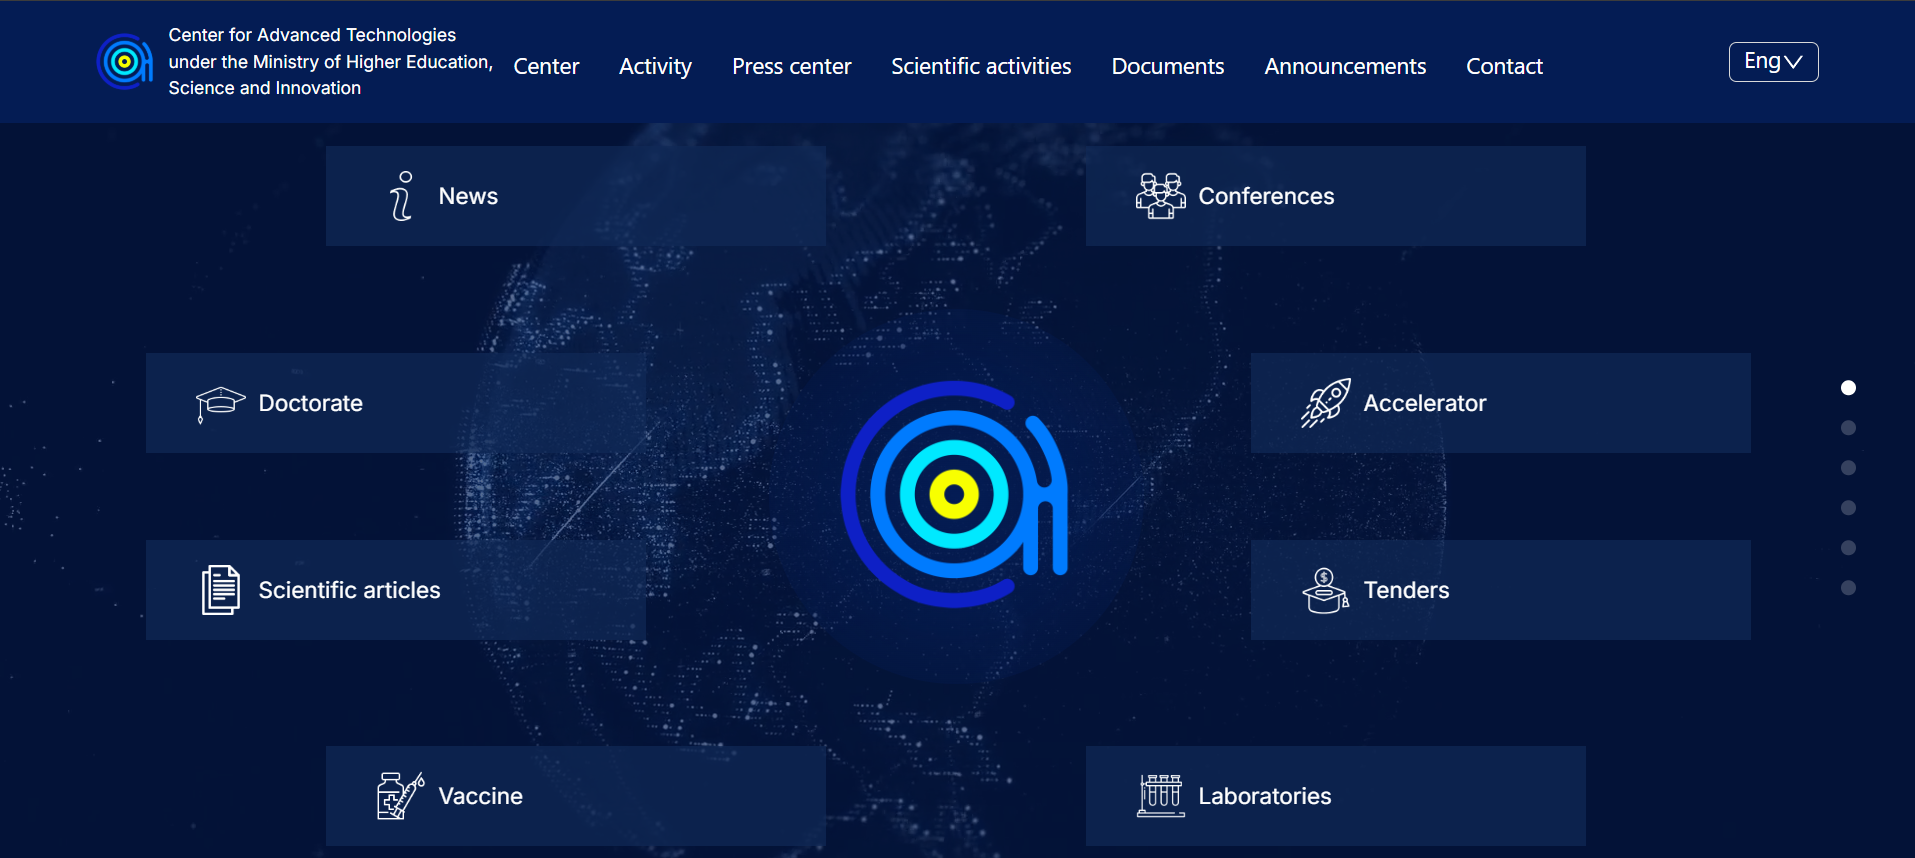 Center for Advanced Technologies
under the Ministry of Higher Education,
Science and Innovation
Center
Activity
Press center
Scientific activities
Documents
Announcements
Contact
Eng
News
Conferences
Doctorate
Accelerator
Scientific articles
Tenders
Vaccine
Laboratories